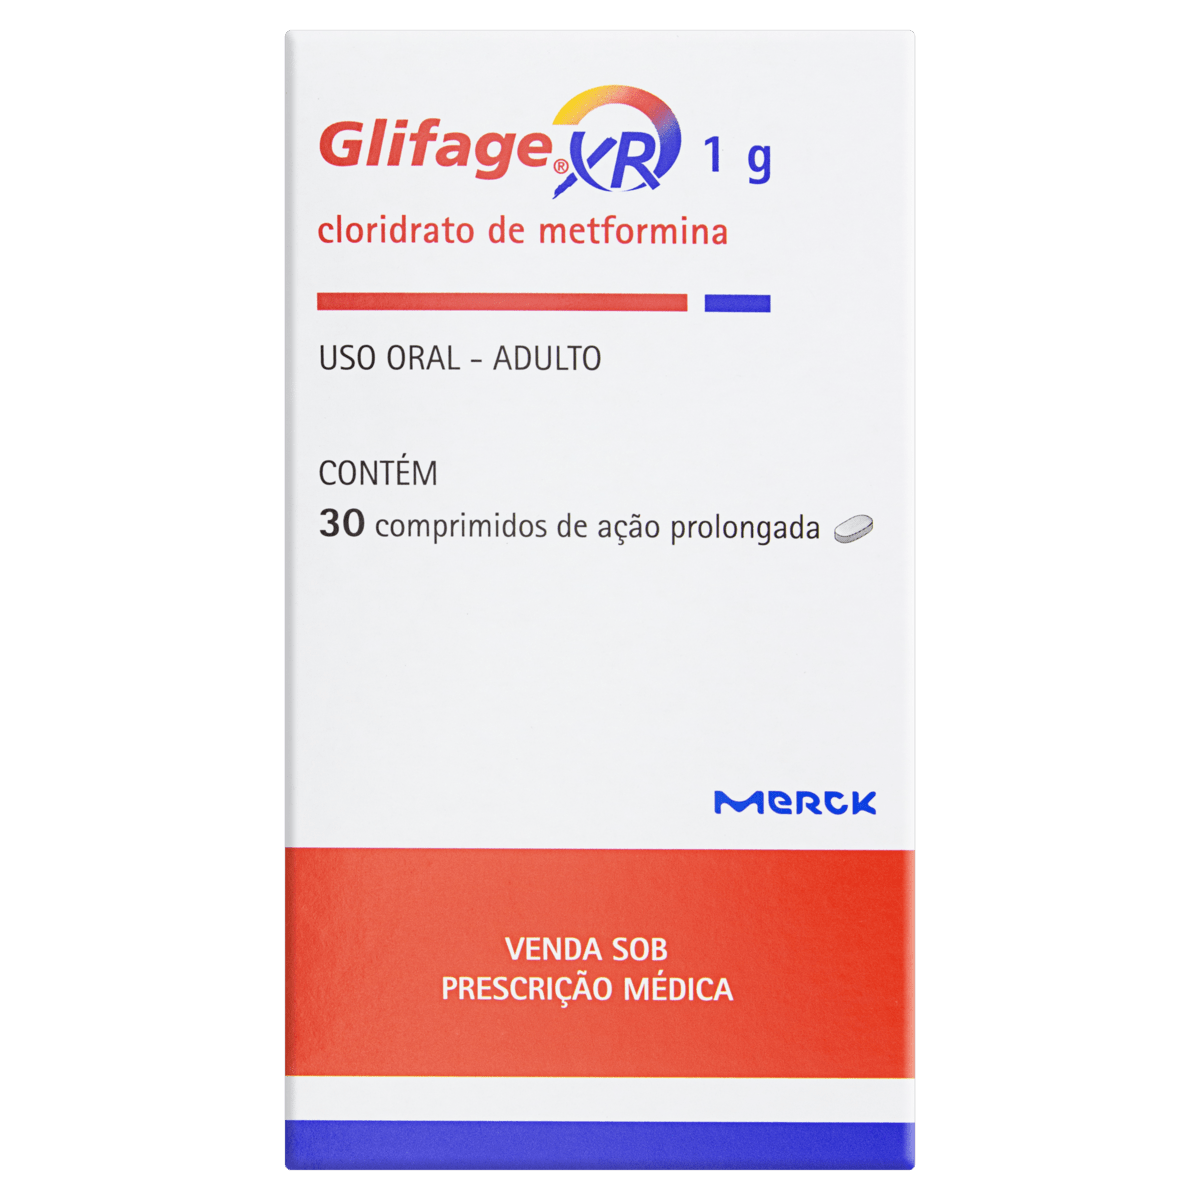 Glifage® XR 1 g
cloridrato de metformina
USO ORAL - ADULTO
CONTÉM
30 comprimidos de ação prolongada
MERCK
VENDA SOB
PRESCRIÇÃO MÉDICA